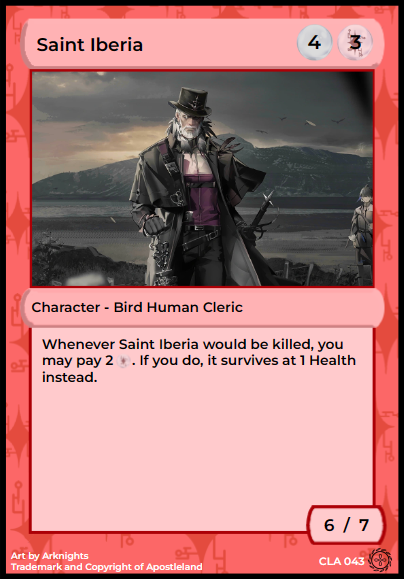 Saint Iberia
4 3
Character - Bird Human Cleric
Whenever Saint Iberia would be killed, you
may pay 2 . If you do, it survives at 1 Health
instead.
6 / 7
Art by Arknights
Trademark and Copyright of Apostleland
CLA 043